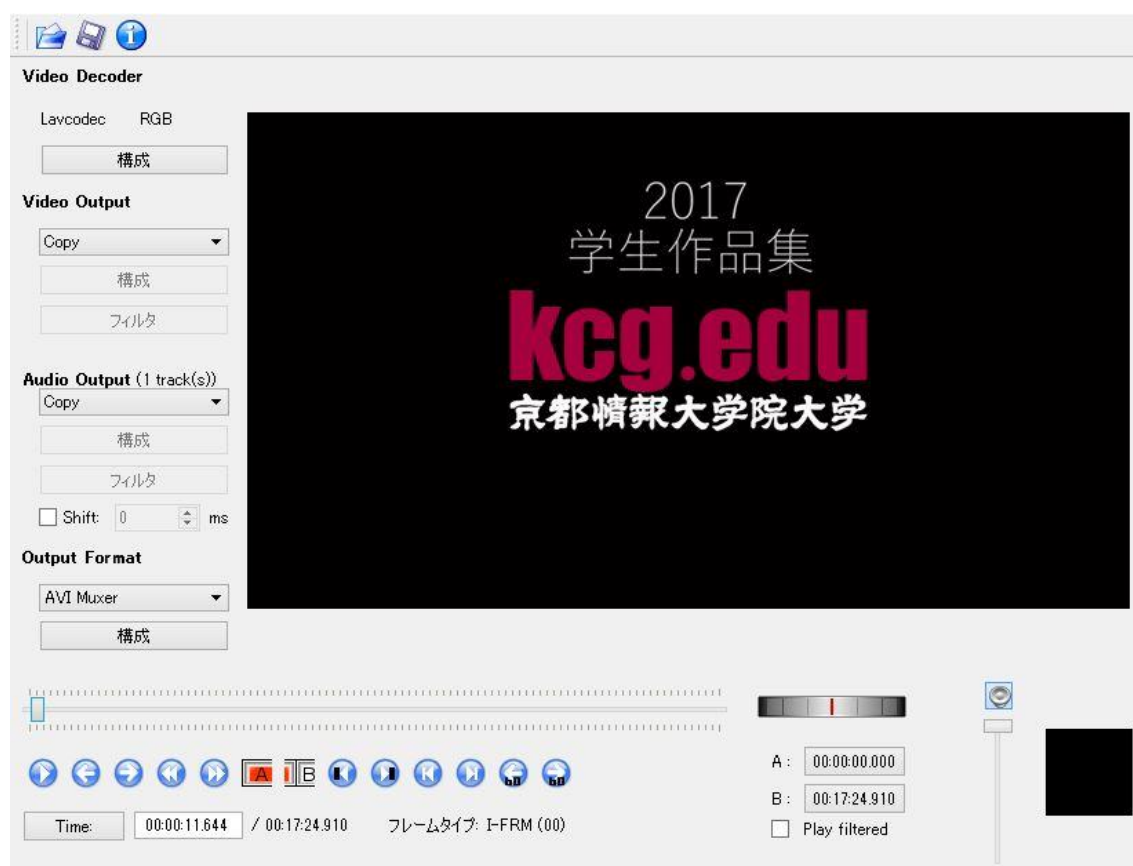 Video Decoder
Lavcodec RGB
構成
Video Output
Copy
構成
フィルタ
Audio Output (1 track(s))
Copy
構成
フィルタ
Shift: 0 ms
Output Format
AVI Muxer
構成
2017
学生作品集
kcg.edu
京都情報大学院大学
A B 60 60
A: 00:00:00.000
B: 00:17:24.910
Time: 00:00:11.644 / 00:17:24.910 フレームタイプ: I-FRM (00)
Play filtered